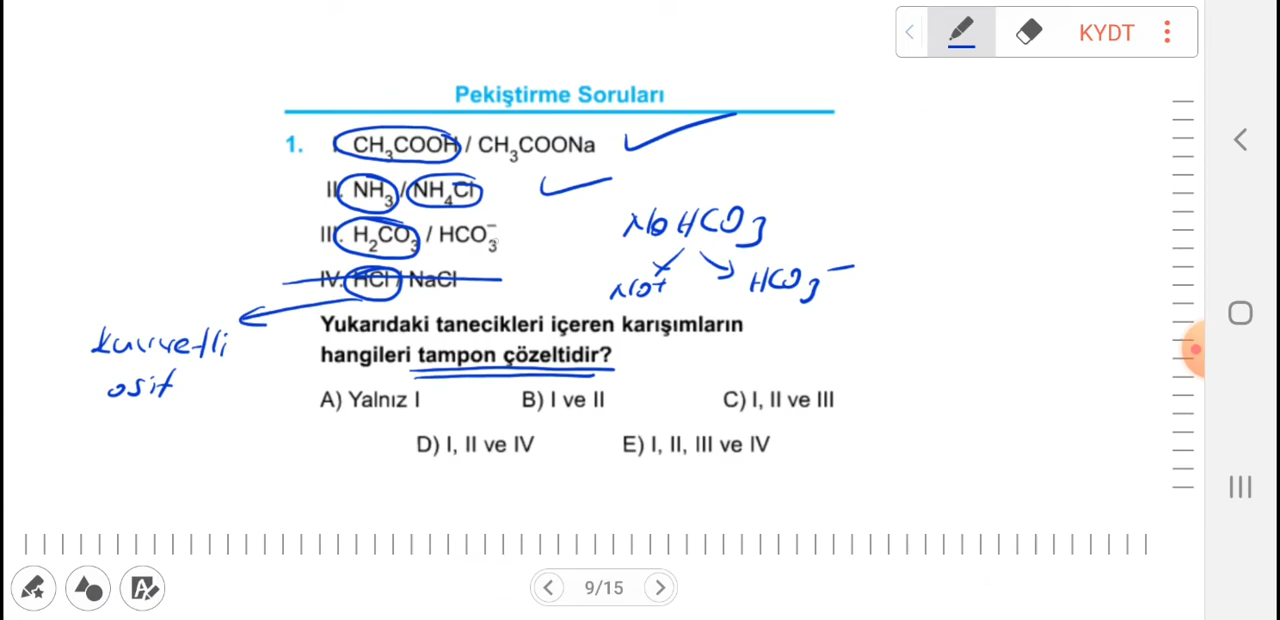 KYDT
Pekiştirme Soruları
1. I. CH₃COOH / CH₃COONa
II. NH₃ / NH₄Cl
III. H₂CO₃ / HCO₃⁻
IV. HCl / NaCl
NaHCO₃
Na⁺ HCO₃⁻
kuvvetli
asit
Yukarıdaki tanecikleri içeren karışımların
hangileri tampon çözeltidir?
A) Yalnız I B) I ve II C) I, II ve III
D) I, II ve IV E) I, II, III ve IV
A
9/15